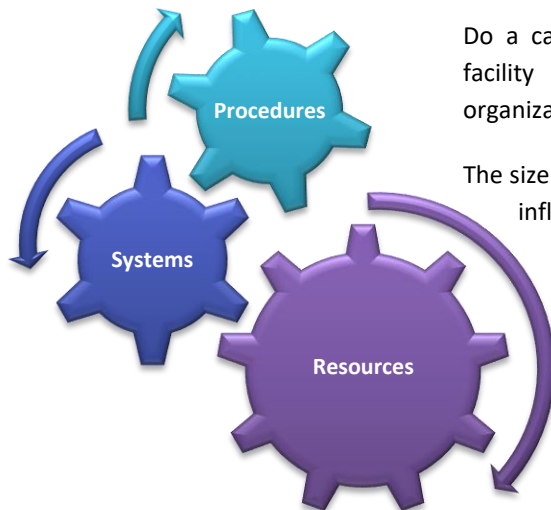 Do a ca
facility
organiza
The size
infl
Procedures
Systems
Resources